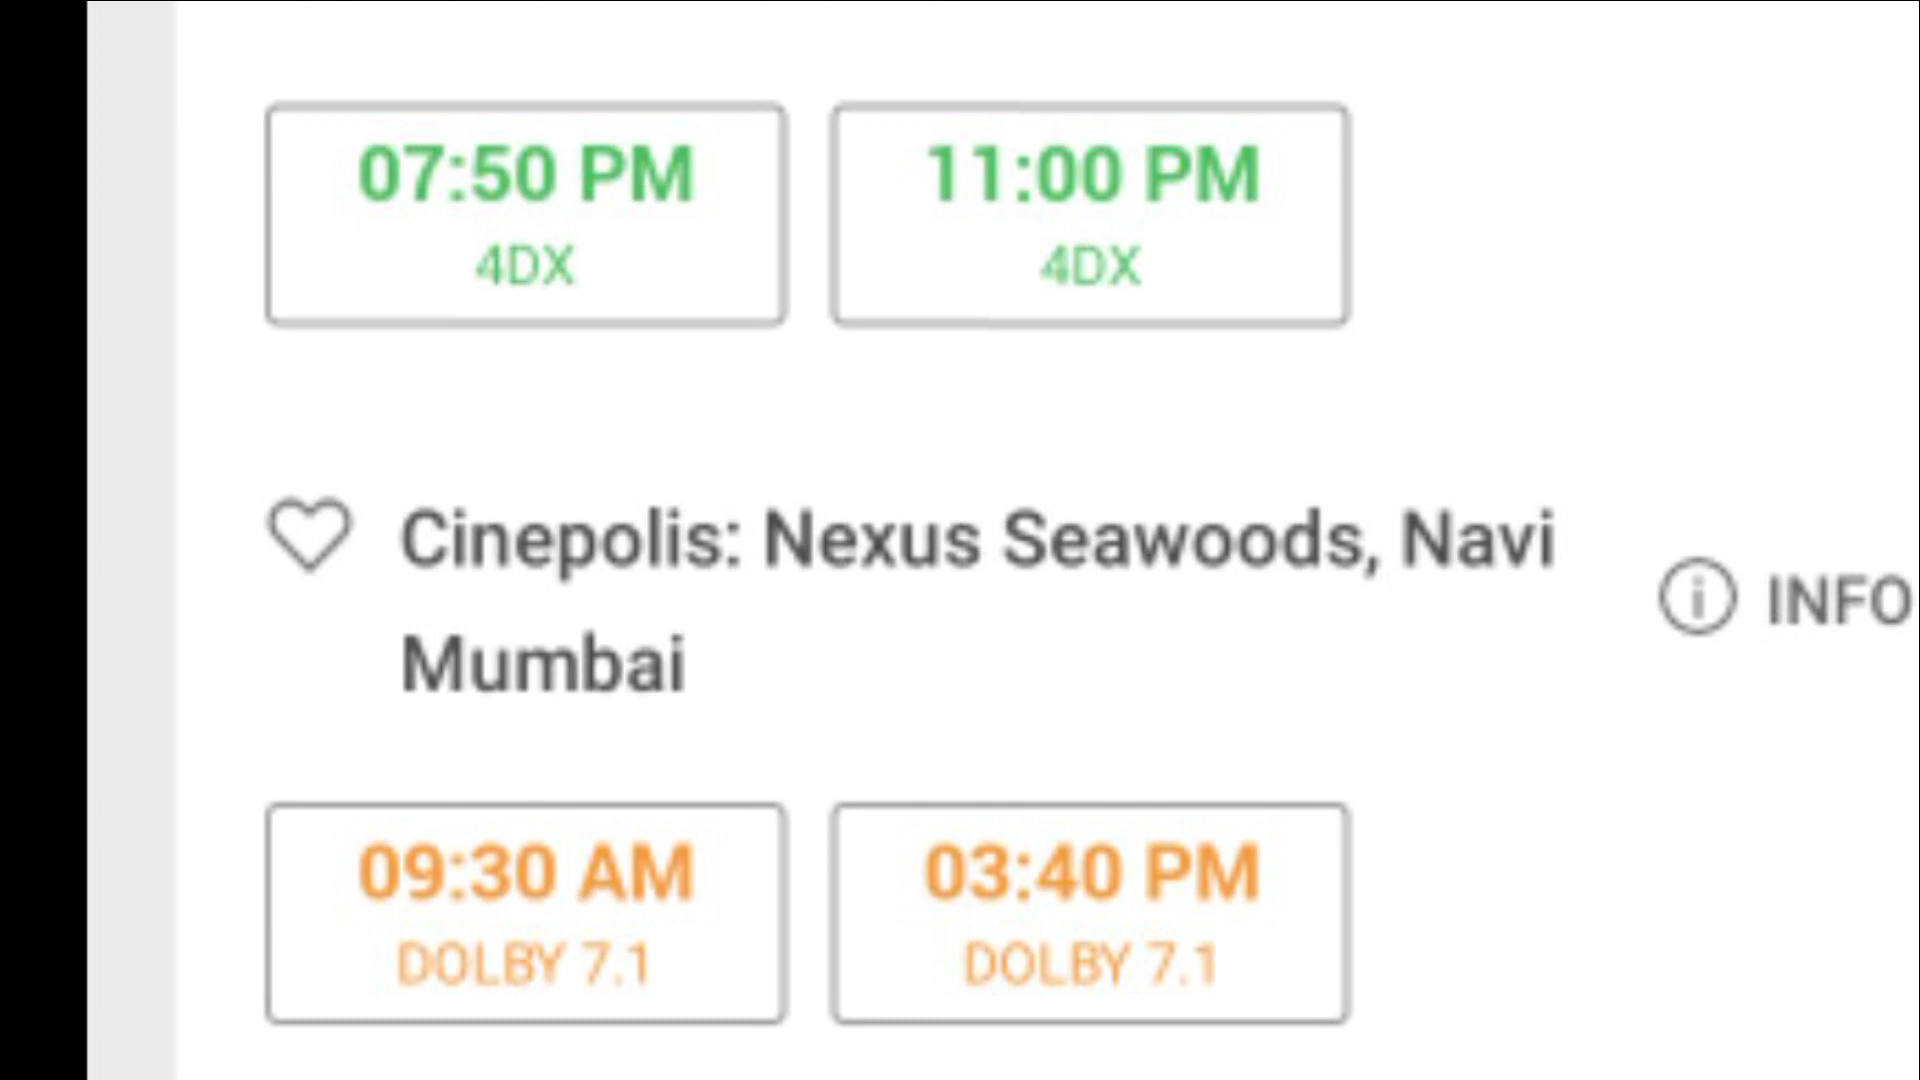 07:50 PM 11:00 PM
4DX 4DX
Cinepolis: Nexus Seawoods, Navi
Mumbai
INFO
09:30 AM 03:40 PM
DOLBY 7.1 DOLBY 7.1